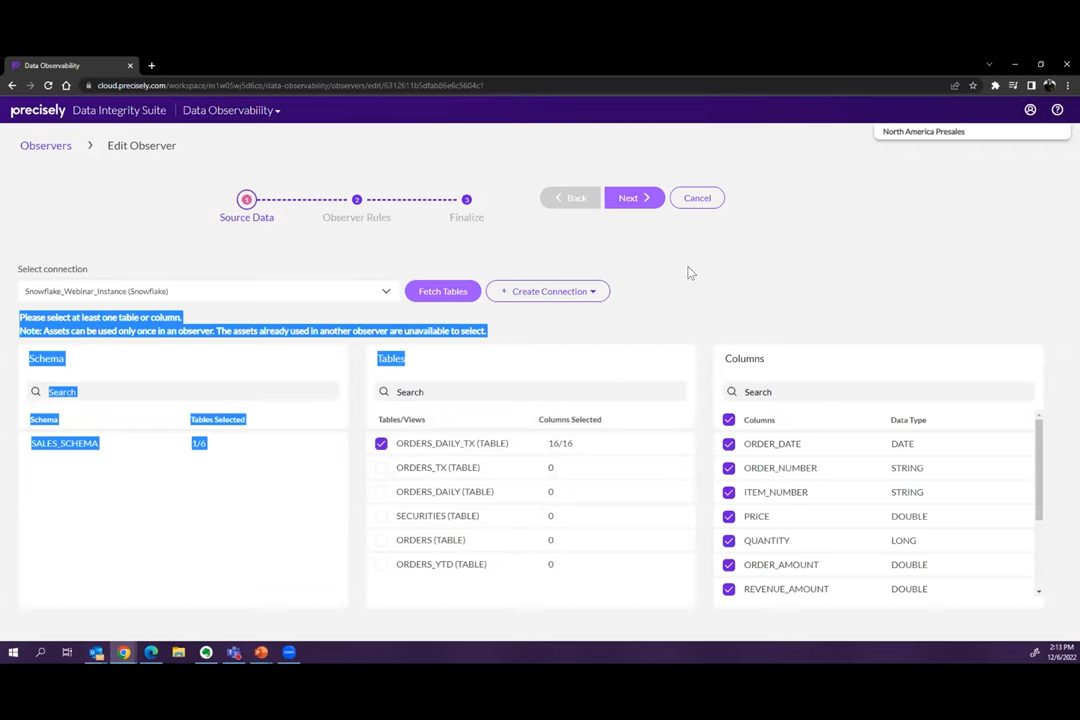 Data Observability
cloud.precisely.com/workspace/m1w05wj5d6co/data-observability/observers/edit/6312611b5dfab86e6c5604c1
precisely Data Integrity Suite Data Observability
North America Presales
Observers > Edit Observer
1 2 3
Source Data Observer Rules Finalize
Back Next Cancel
Select connection
Snowflake_Webinar_Instance (Snowflake) Fetch Tables + Create Connection
Please select at least one table or column.
Note: Assets can be used only once in an observer. The assets already used in another observer are unavailable to select.
Schema Tables Columns
Search Search Search
Schema Tables Selected Tables/Views Columns Selected Columns Data Type
SALES_SCHEMA 1/6 ORDERS_DAILY_TX (TABLE) 16/16 ORDER_DATE DATE
ORDERS_TX (TABLE) 0 ORDER_NUMBER STRING
ORDERS_DAILY (TABLE) 0 ITEM_NUMBER STRING
SECURITIES (TABLE) 0 PRICE DOUBLE
ORDERS (TABLE) 0 QUANTITY LONG
ORDERS_YTD (TABLE) 0 ORDER_AMOUNT DOUBLE
REVENUE_AMOUNT DOUBLE
2:13 PM
12/6/2022